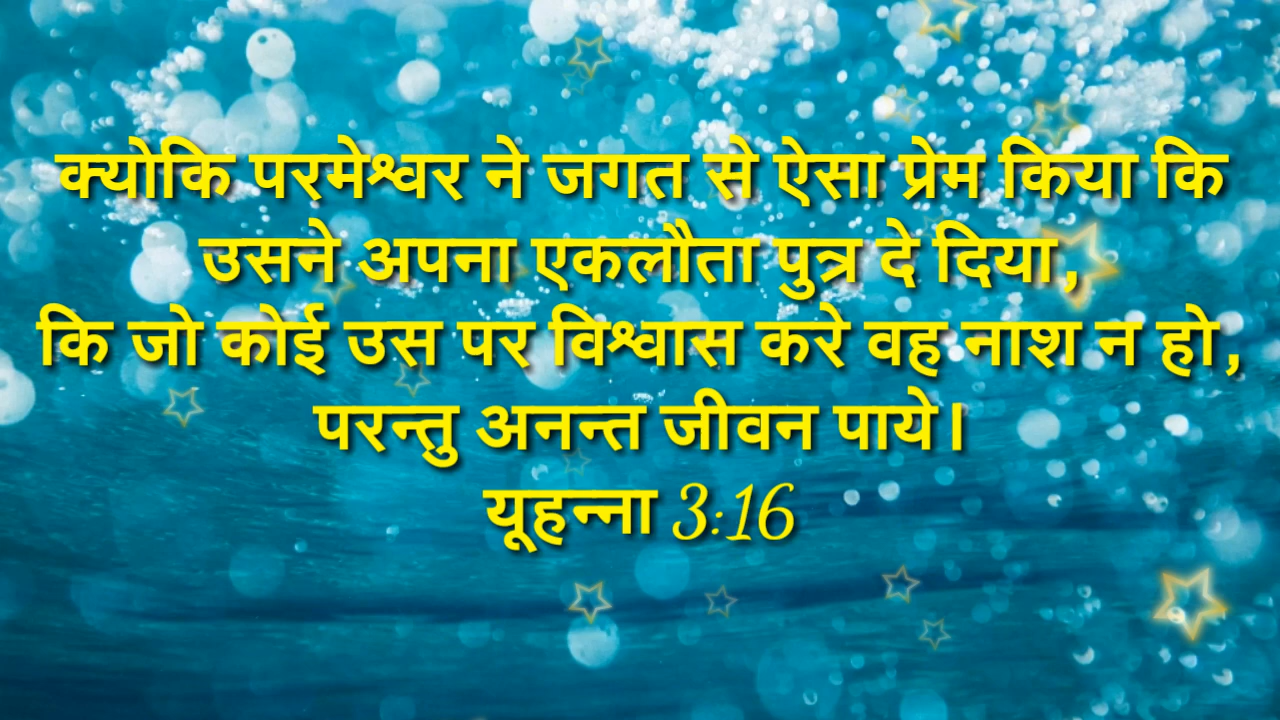 क्योकि परमेश्वर ने जगत से ऐसा प्रेम किया कि
उसने अपना एकलौता पुत्र दे दिया,
कि जो कोई उस पर विश्वास करे वह नाश न हो,
परन्तु अनन्त जीवन पाये।
यूहन्ना 3:16